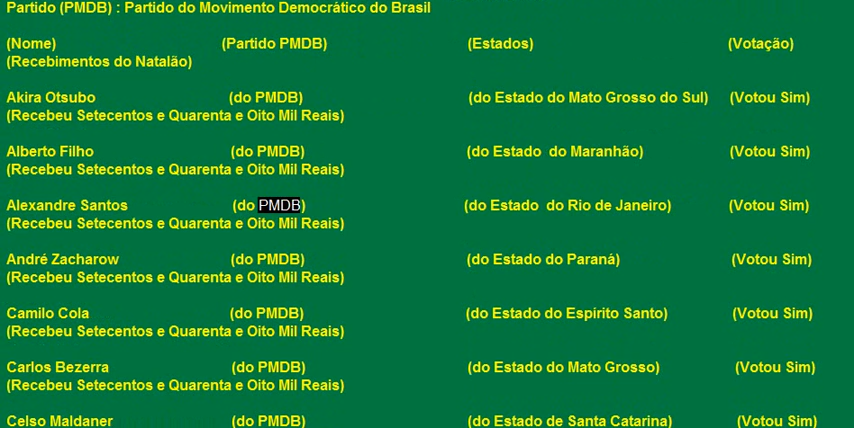 Partido (PMDB) : Partido do Movimento Democrático do Brasil
(Nome) (Partido PMDB) (Estados) (Votação)
(Recebimentos do Natalão)
Akira Otsubo (do PMDB) (do Estado do Mato Grosso do Sul) (Votou Sim)
(Recebeu Setecentos e Quarenta e Oito Mil Reais)
Alberto Filho (do PMDB) (do Estado do Maranhão) (Votou Sim)
(Recebeu Setecentos e Quarenta e Oito Mil Reais)
Alexandre Santos (do PMDB) (do Estado do Rio de Janeiro) (Votou Sim)
(Recebeu Setecentos e Quarenta e Oito Mil Reais)
André Zacharow (do PMDB) (do Estado do Paraná) (Votou Sim)
(Recebeu Setecentos e Quarenta e Oito Mil Reais)
Camilo Cola (do PMDB) (do Estado do Espírito Santo) (Votou Sim)
(Recebeu Setecentos e Quarenta e Oito Mil Reais)
Carlos Bezerra (do PMDB) (do Estado do Mato Grosso) (Votou Sim)
(Recebeu Setecentos e Quarenta e Oito Mil Reais)
Celso Maldaner (do PMDB) (do Estado de Santa Catarina) (Votou Sim)